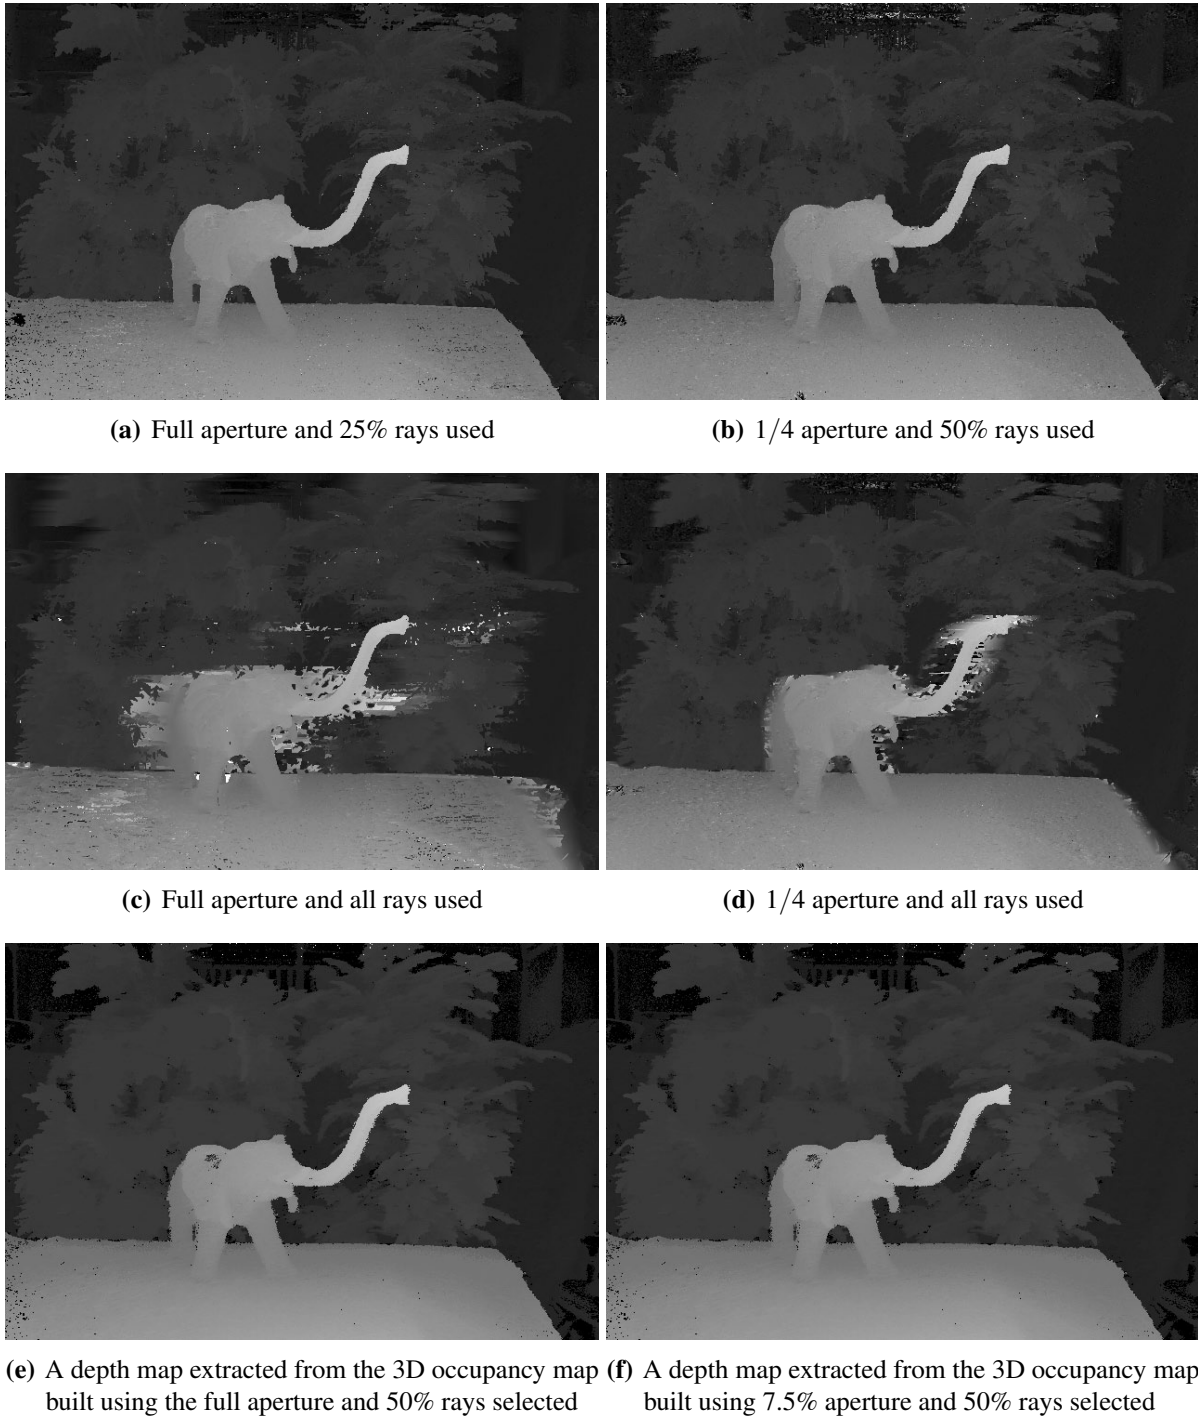 (a) Full aperture and 25% rays used
(b) 1/4 aperture and 50% rays used
(c) Full aperture and all rays used
(d) 1/4 aperture and all rays used
(e) A depth map extracted from the 3D occupancy map
built using the full aperture and 50% rays selected
(f) A depth map extracted from the 3D occupancy map
built using 7.5% aperture and 50% rays selected